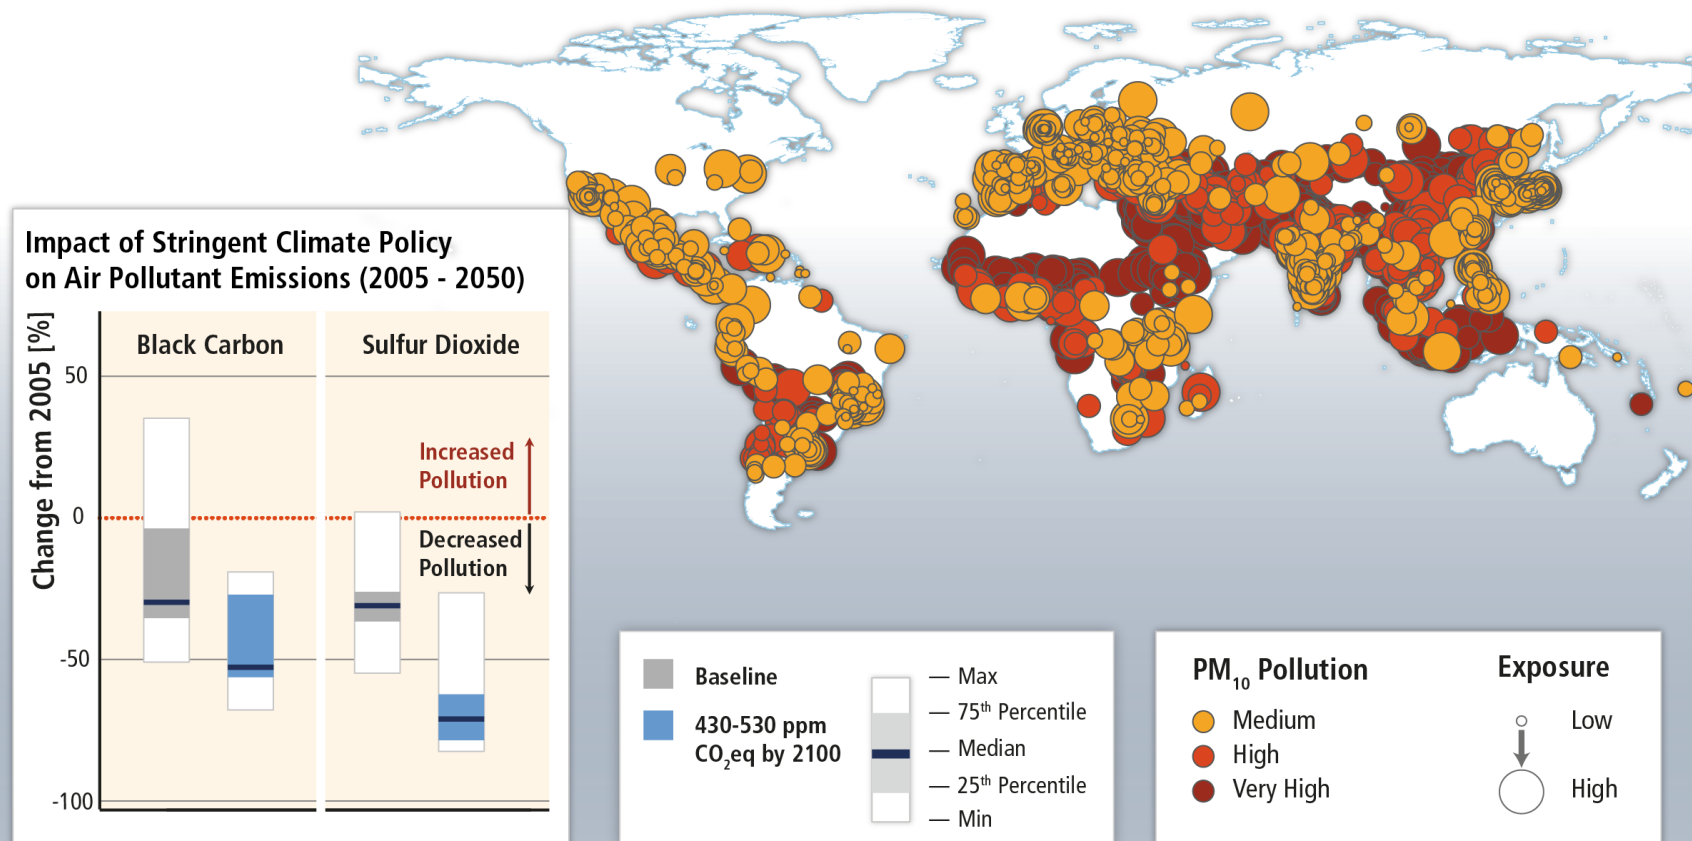 Impact of Stringent Climate Policy
on Air Pollutant Emissions (2005 - 2050)
Change from 2005 [%]
Black Carbon
Sulfur Dioxide
50
0
-50
-100
Increased
Pollution
Decreased
Pollution
Baseline
430-530 ppm
CO2eq by 2100
Max
75th Percentile
Median
25th Percentile
Min
PM10 Pollution
Medium
High
Very High
Exposure
Low
High